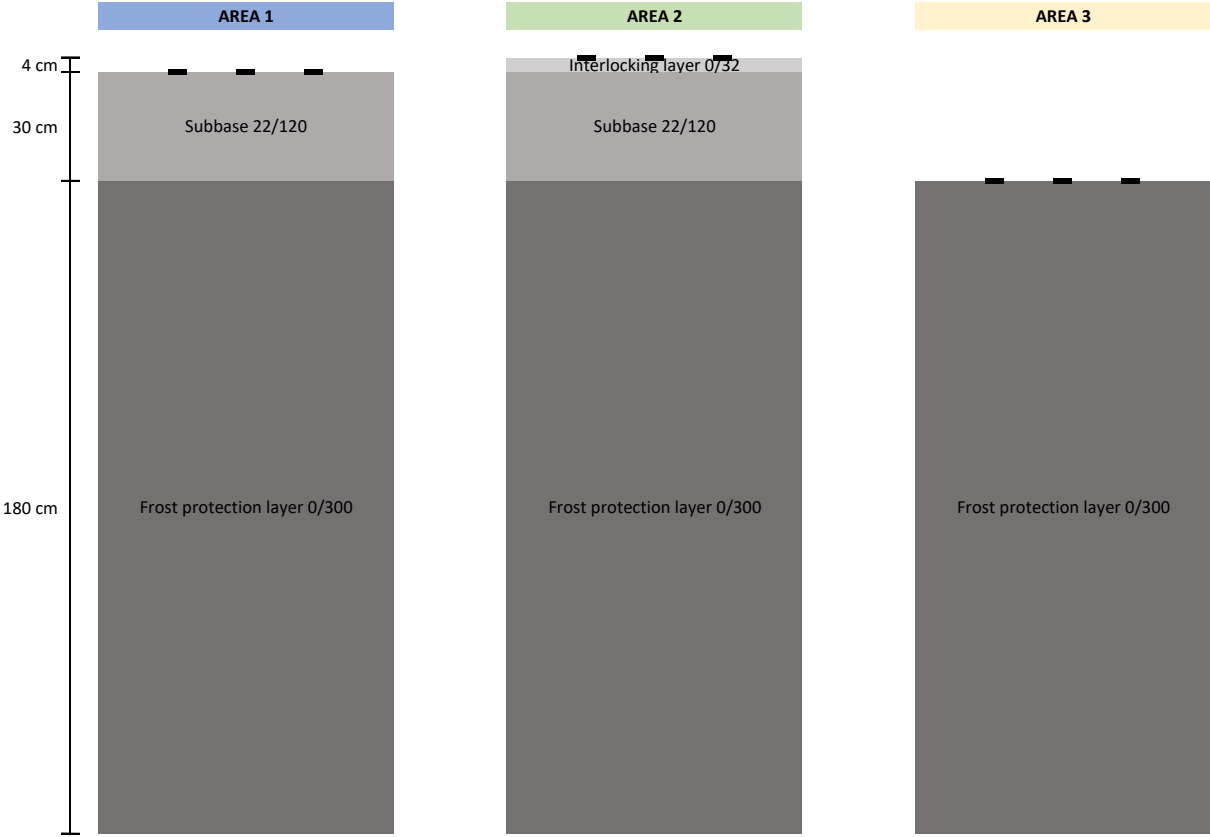 AREA 1
AREA 2
AREA 3
4 cm
Interlocking layer 0/32
30 cm
Subbase 22/120
Subbase 22/120
180 cm
Frost protection layer 0/300
Frost protection layer 0/300
Frost protection layer 0/300